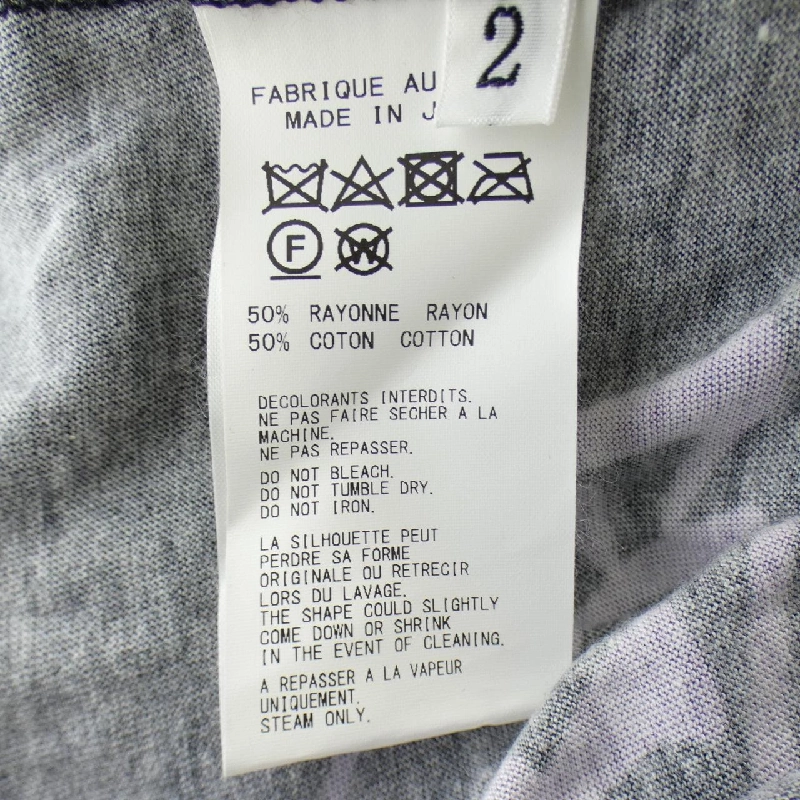 2
FABRIQUE AU
MADE IN
F
W
50% RAYONNE RAYON
50% COTON COTTON
DECOLORANTS INTERDITS.
NE PAS FAIRE SECHER A LA
MACHINE.
NE PAS REPASSER.
DO NOT BLEACH.
DO NOT TUMBLE DRY.
DO NOT IRON.
LA SILHOUETTE PEUT
PERDRE SA FORME
ORIGINALE OU RETRECIR
LORS DU LAVAGE.
THE SHAPE COULD SLIGHTLY
COME DOWN OR SHRINK
IN THE EVENT OF CLEANING.
A REPASSER A LA VAPEUR
UNIQUEMENT.
STEAM ONLY.